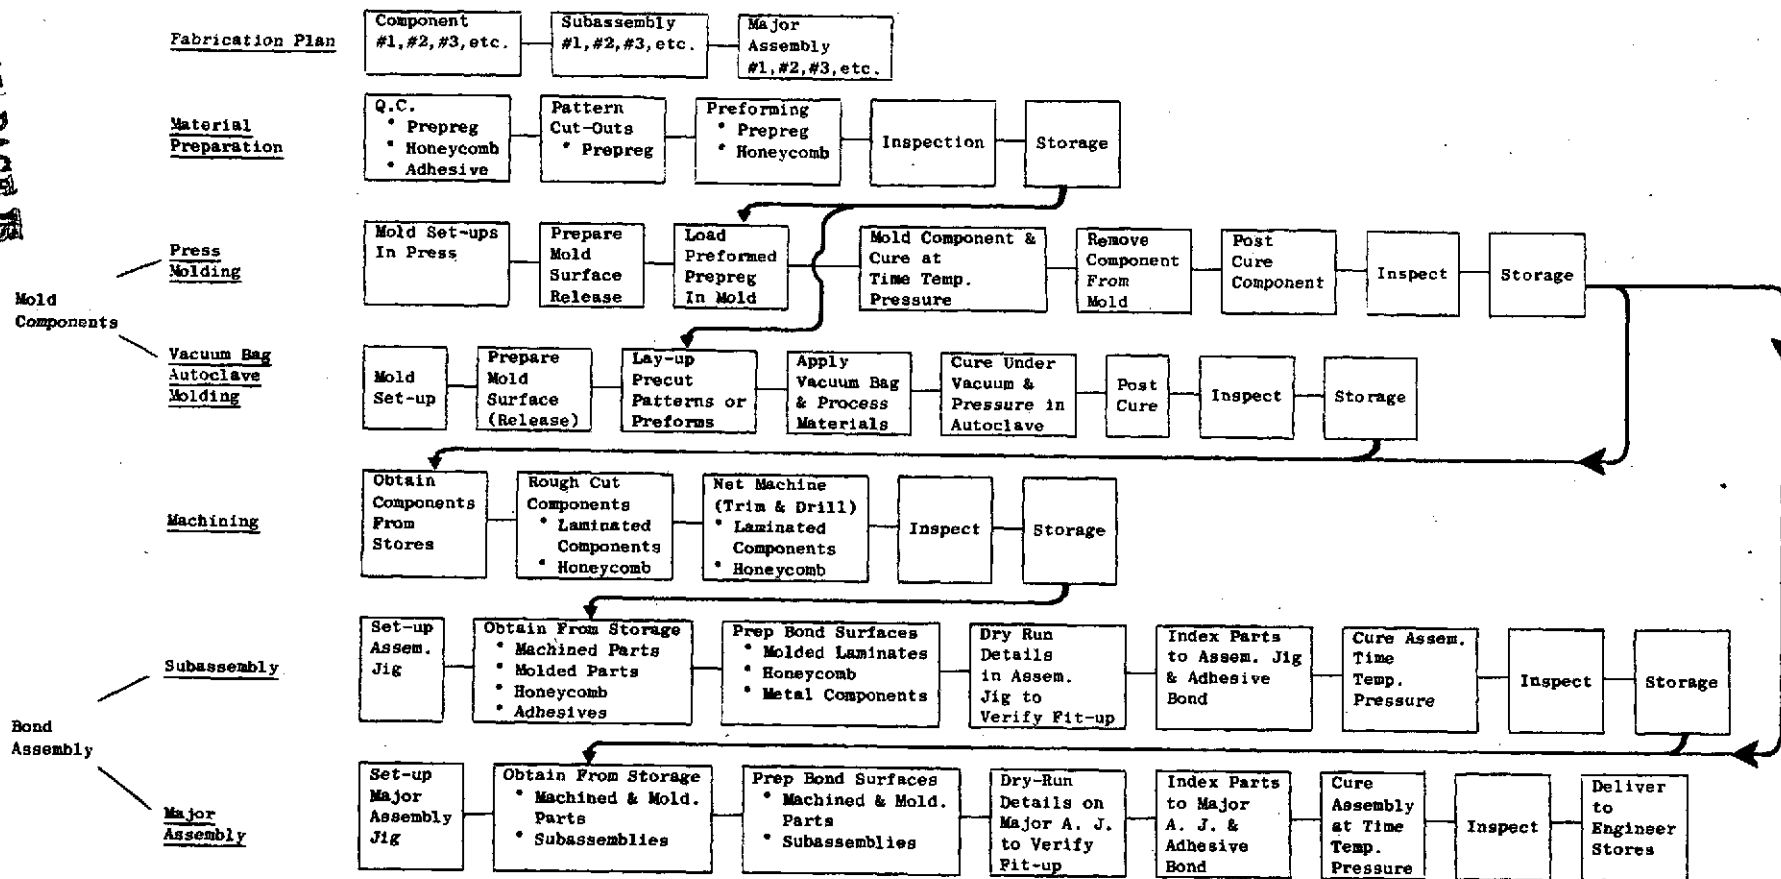 Fabrication Plan
Component
#1,#2,#3,etc.
Subassembly
#1,#2,#3,etc.
Major
Assembly
#1,#2,#3,etc.
Material
Preparation
Q.C.
* Prepreg
* Honeycomb
* Adhesive
Pattern
Cut-Outs
* Prepreg
Preforming
* Prepreg
* Honeycomb
Inspection
Storage
Mold
Components
Press
Molding
Mold Set-ups
In Press
Prepare
Mold
Surface
Release
Load
Preformed
Prepreg
In Mold
Mold Component &
Cure at
Time Temp.
Pressure
Remove
Component
From
Mold
Post
Cure
Component
Inspect
Storage
Vacuum Bag
Autoclave
Molding
Mold
Set-up
Prepare
Mold
Surface
(Release)
Lay-up
Precut
Patterns or
Preforms
Apply
Vacuum Bag
& Process
Materials
Cure Under
Vacuum &
Pressure in
Autoclave
Post
Cure
Inspect
Storage
Machining
Obtain
Components
From
Stores
Rough Cut
Components
* Laminated
Components
* Honeycomb
Net Machine
(Trim & Drill)
* Laminated
Components
* Honeycomb
Inspect
Storage
Bond
Assembly
Subassembly
Set-up
Assem.
Jig
Obtain From Storage
* Machined Parts
* Molded Parts
* Honeycomb
* Adhesives
Prep Bond Surfaces
* Molded Laminates
* Honeycomb
* Metal Components
Dry Run
Details
in Assem.
Jig to
Verify Fit-up
Index Parts
to Assem. Jig
& Adhesive
Bond
Cure Assem.
Time
Temp.
Pressure
Inspect
Storage
Major
Assembly
Set-up
Major
Assembly
Jig
Obtain From Storage
* Machined & Mold.
Parts
* Subassemblies
Prep Bond Surfaces
* Machined & Mold.
Parts
* Subassemblies
Dry-Run
Details on
Major A. J.
to Verify
Fit-up
Index Parts
to Major
A. J. &
Adhesive
Bond
Cure
Assembly
at Time
Temp.
Pressure
Inspect
Deliver
to
Engineer
Stores